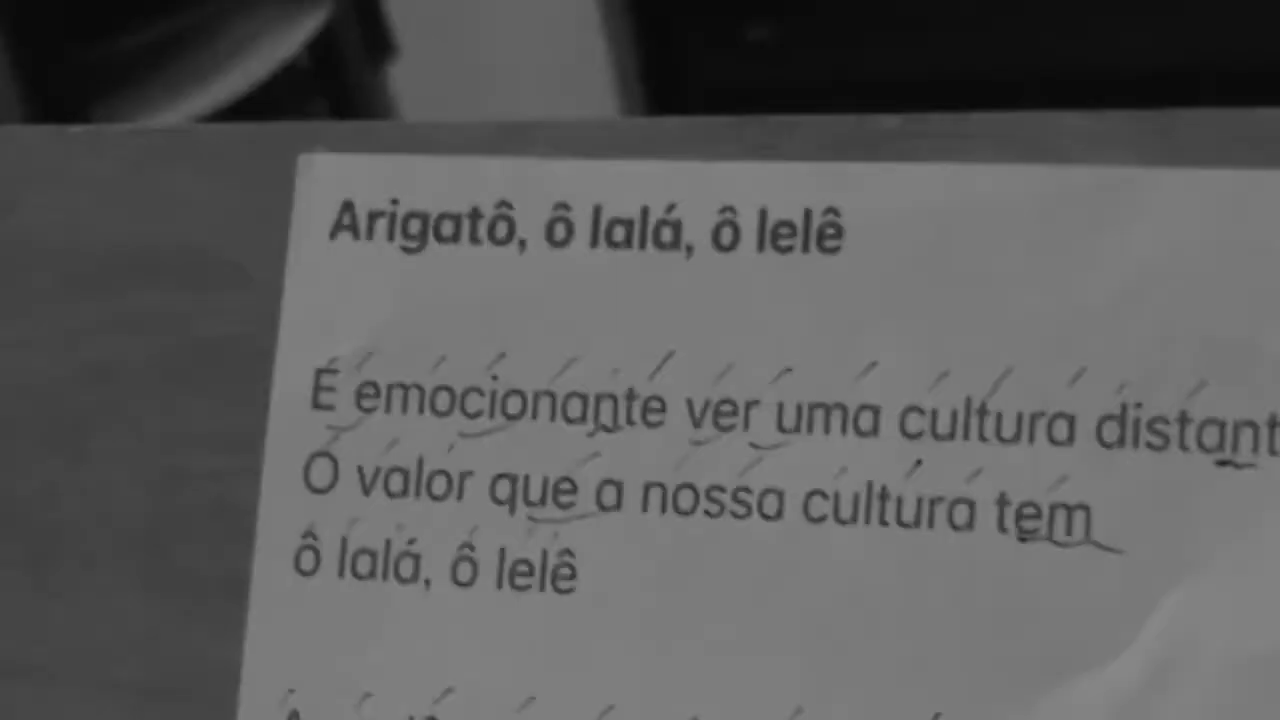 Arigatô, ô lalá, ô lelê
É emocionante ver uma cultura distant
O valor que a nossa cultura tem
ô lalá, ô lelê